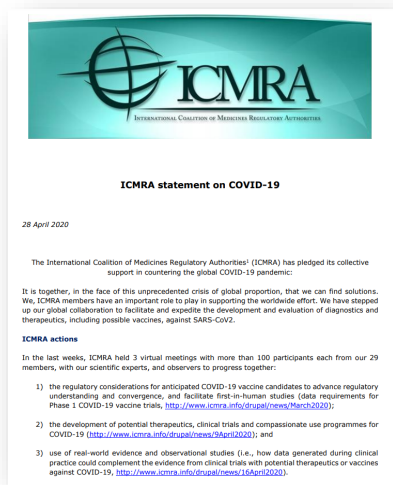 ICMRA
INTERNATIONAL COALITION OF MEDICINES REGULATORY AUTHORITIES
ICMRA statement on COVID-19
28 April 2020
The International Coalition of Medicines Regulatory Authorities¹ (ICMRA) has pledged its collective
support in countering the global COVID-19 pandemic:
It is together, in the face of this unprecedented crisis of global proportion, that we can find solutions.
We, ICMRA members have an important role to play in supporting the worldwide effort. We have stepped
up our global collaboration to facilitate and expedite the development and evaluation of diagnostics and
therapeutics, including possible vaccines, against SARS-CoV2.
ICMRA actions
In the last weeks, ICMRA held 3 virtual meetings with more than 100 participants each from our 29
members, with our scientific experts, and observers to progress together:
1) the regulatory considerations for anticipated COVID-19 vaccine candidates to advance regulatory
understanding and convergence, and facilitate first-in-human studies (data requirements for
Phase 1 COVID-19 vaccine trials, http://www.icmra.info/drupal/news/March2020);
2) the development of potential therapeutics, clinical trials and compassionate use programmes for
COVID-19 (http://www.icmra.info/drupal/news/9April2020); and
3) use of real-world evidence and observational studies (i.e., how data generated during clinical
practice could complement the evidence from clinical trials with potential therapeutics or vaccines
against COVID-19, http://www.icmra.info/drupal/news/16April2020).